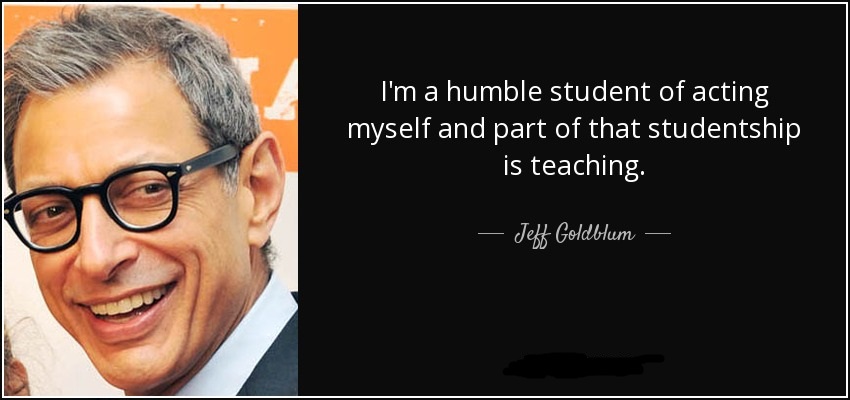 I'm a humble student of acting
myself and part of that studentship
is teaching.
Jeff Goldblum